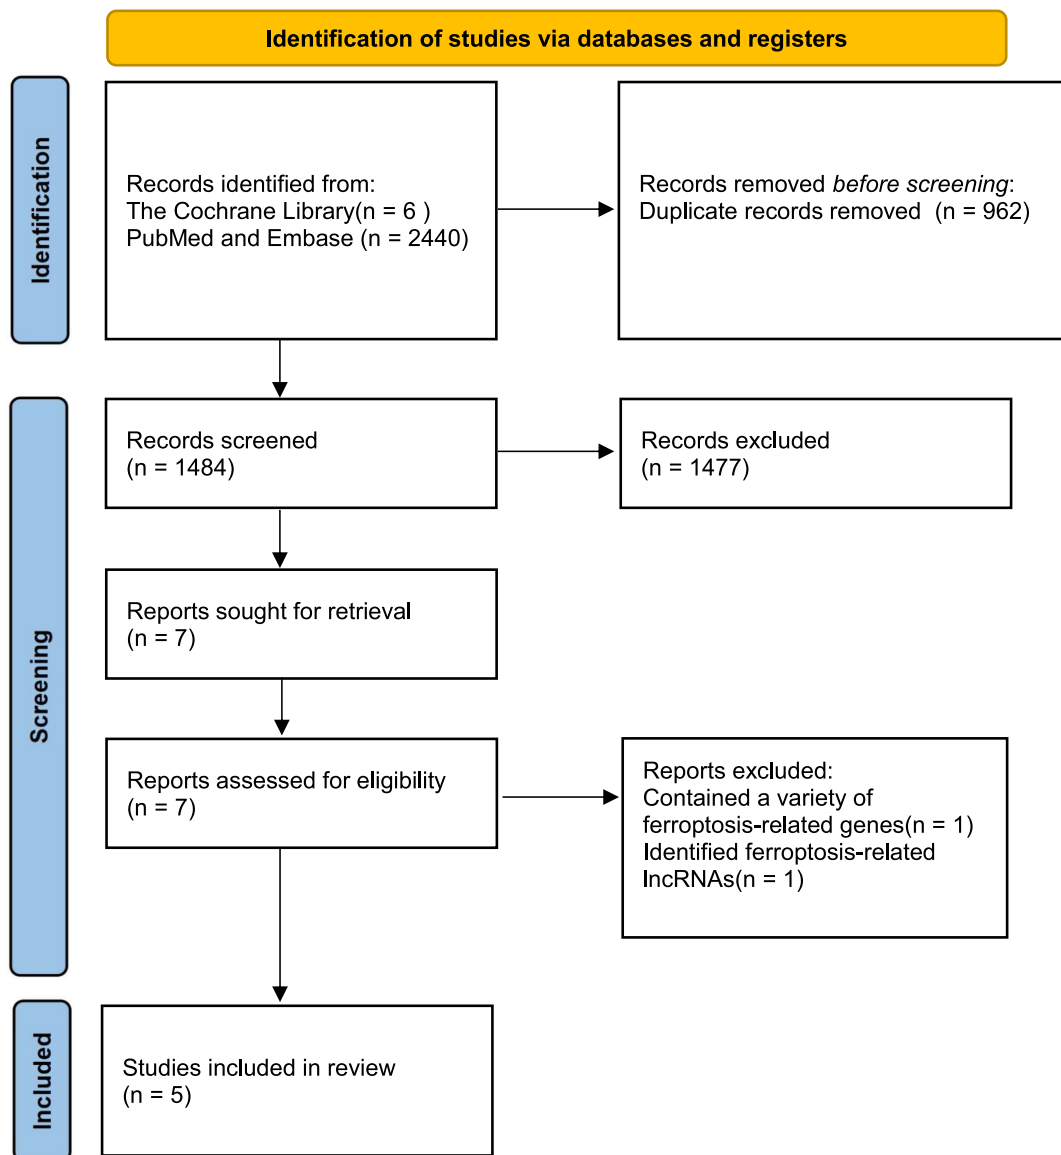 Identification of studies via databases and registers
Identification
Records identified from:
The Cochrane Library(n = 6 )
PubMed and Embase (n = 2440)
Records removed before screening:
Duplicate records removed  (n = 962)
Screening
Records screened
(n = 1484)
Records excluded
(n = 1477)
Reports sought for retrieval
(n = 7)
Reports assessed for eligibility
(n = 7)
Reports excluded:
Contained a variety of
ferroptosis-related genes(n = 1)
Identified ferroptosis-related
lncRNAs(n = 1)
Included
Studies included in review
(n = 5)